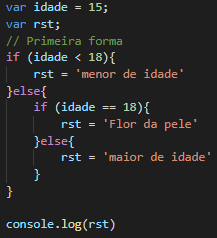 var idade = 15;
var rst;
// Primeira forma
if (idade < 18){
    rst = 'menor de idade'
}else{
    if (idade == 18){
        rst = 'Flor da pele'
    }else{
        rst = 'maior de idade'
    }
}
console.log(rst)